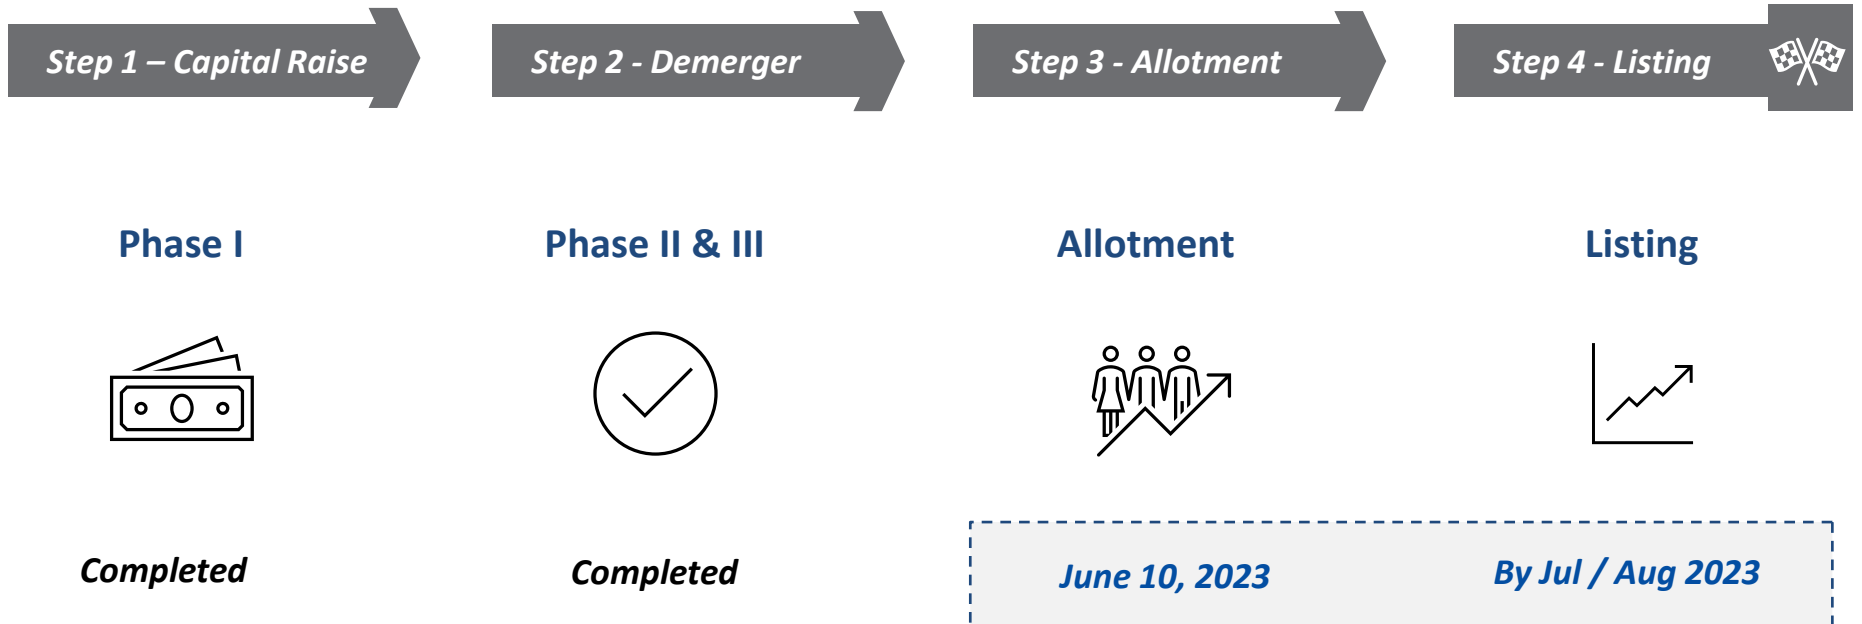 Step 1 – Capital Raise
Step 2 - Demerger
Step 3 - Allotment
Step 4 - Listing
Phase I
Phase II & III
Allotment
Listing
Completed
Completed
June 10, 2023
By Jul / Aug 2023